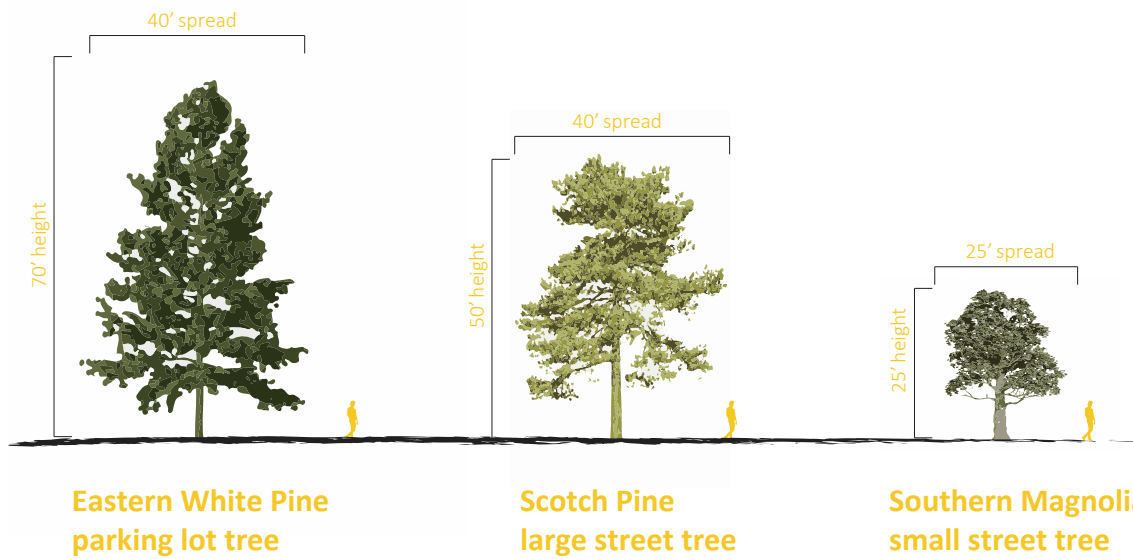 40’ spread
70’ height
40’ spread
50’ height
25’ spread
25’ height
Eastern White Pine
parking lot tree
Scotch Pine
large street tree
Southern Magnolia
small street tree